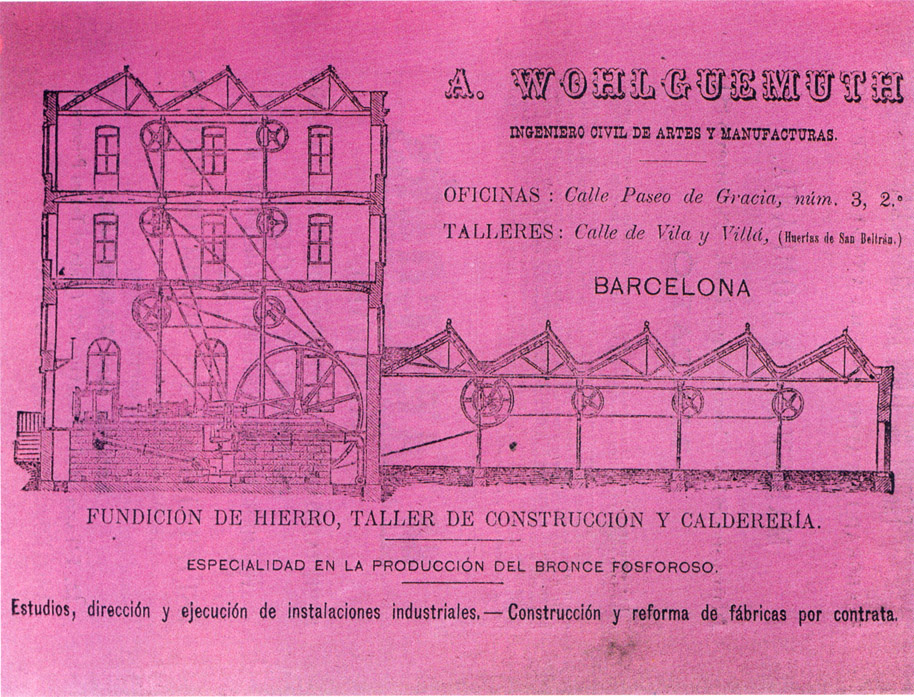 A. WOHLGUEMUTH
INGENIERO CIVIL DE ARTES Y MANUFACTURAS.
OFICINAS : Calle Paseo de Gracia, núm. 3, 2.º
TALLERES : Calle de Vila y Villá, (Huertas de San Beltrán.)
BARCELONA
FUNDICIÓN DE HIERRO, TALLER DE CONSTRUCCIÓN Y CALDERERÍA.
ESPECIALIDAD EN LA PRODUCCIÓN DEL BRONCE FOSFOROSO.
Estudios, dirección y ejecución de instalaciones industriales. — Construcción y reforma de fábricas por contrata.